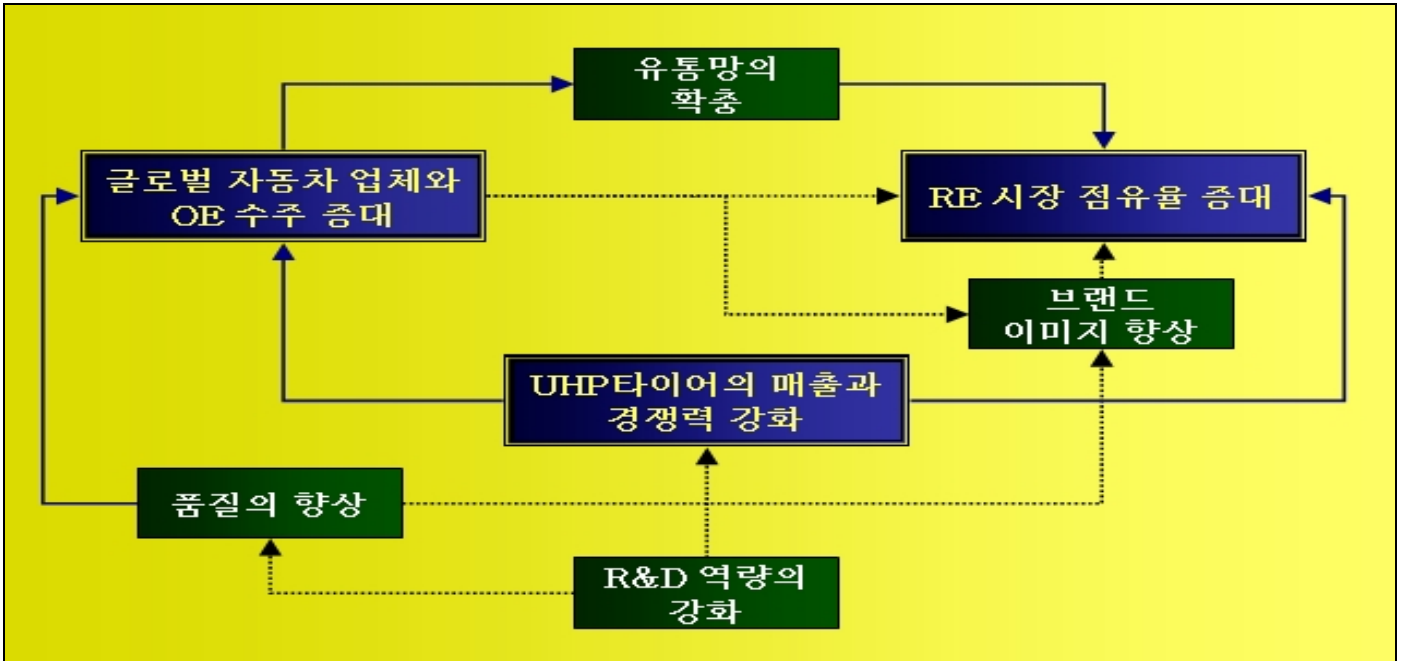 유통망의
확충
글로벌 자동차 업체와
OE 수주 증대
RE 시장 점유율 증대
브랜드
이미지 향상
UHP타이어의 매출과
경쟁력 강화
품질의 향상
R&D 역량의
강화